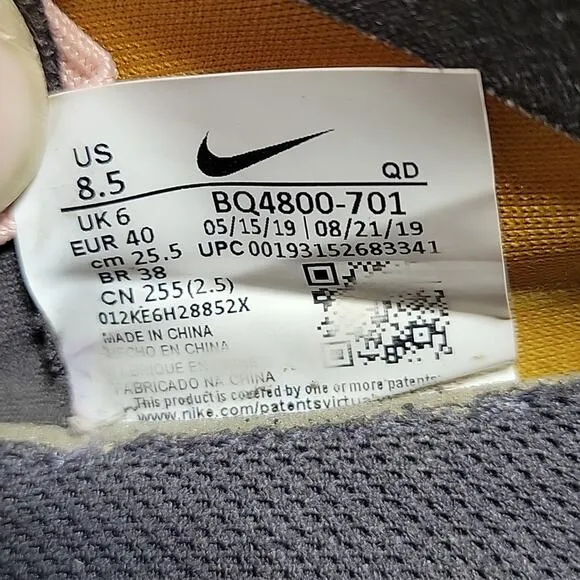 US
8.5
QD
UK 6
BQ4800-701
EUR 40
05/15/19 | 08/21/19
cm 25.5
UPC 00193152683341
BR 38
CN 255 (2.5)
012KE6H28852X
MADE IN CHINA
HECHO EN CHINA
FABRICADO NA CHINA
This product is covered by one or more patents.
www.nike.com/patents